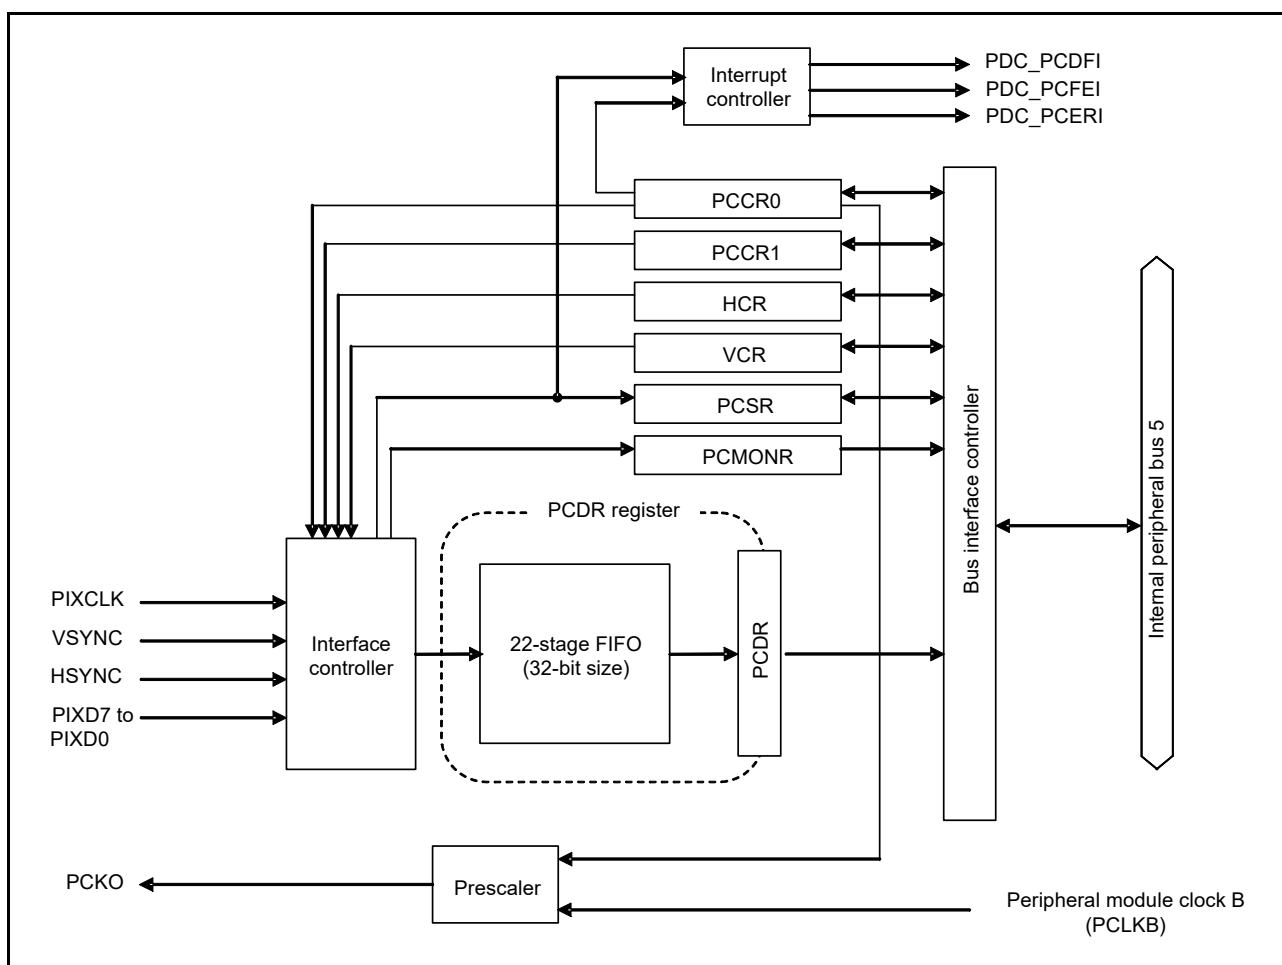 Interrupt
controller
PDC_PCDFI
PDC_PCFEI
PDC_PCERI
PCCR0
PCCR1
HCR
VCR
PCSR
PCMONR
Bus interface controller
Internal peripheral bus 5
PCDR register
PIXCLK
VSYNC
HSYNC
PIXD7 to
PIXD0
Interface
controller
22-stage FIFO
(32-bit size)
PCDR
PCKO
Prescaler
Peripheral module clock B
(PCLKB)